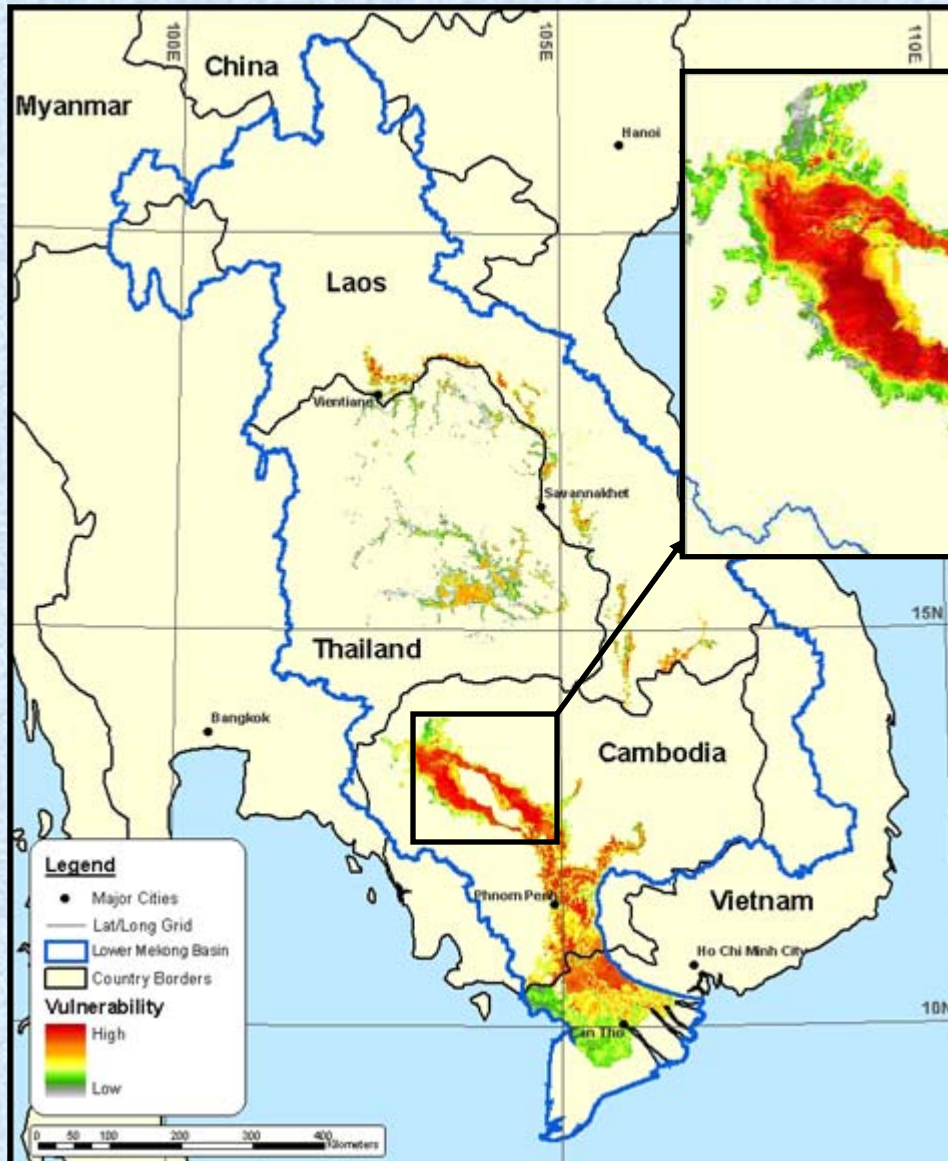 100E
105E
110E
China
Myanmar
Hanoi
Laos
Vientiane
Savannakhet
15N
Thailand
Bangkok
Cambodia
Legend
Major Cities
Lat/Long Grid
Lower Mekong Basin
Country Borders
Vulnerability
High
Low
Phnom Penh
Vietnam
Ho Chi Minh City
10N
Can Tho
0 50 100 200 300 400
Kilometers